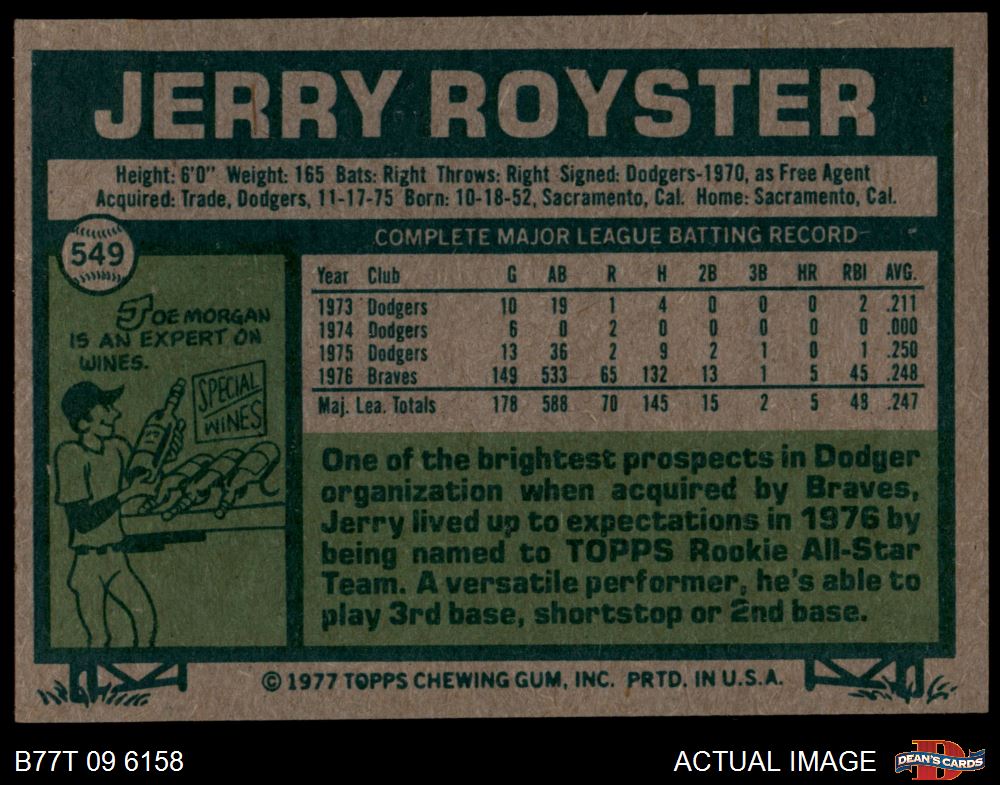 JERRY ROYSTER
Height: 6'0" Weight: 165 Bats: Right Throws: Right Signed: Dodgers-1970, as Free Agent
Acquired: Trade, Dodgers, 11-17-75 Born: 10-18-52, Sacramento, Cal. Home: Sacramento, Cal.
549
JOE MORGAN
IS AN EXPERT ON
WINES.
SPECIAL
WINES
COMPLETE MAJOR LEAGUE BATTING RECORD
Year Club G AB R H 2B 3B HR RBI AVG.
1973 Dodgers 10 19 1 4 0 0 0 2 .211
1974 Dodgers 6 0 2 0 0 0 0 0 .000
1975 Dodgers 13 36 2 9 2 1 0 1 .250
1976 Braves 149 533 65 132 13 1 5 45 .248
Maj. Lea. Totals 178 588 70 145 15 2 5 48 .247
One of the brightest prospects in Dodger
organization when acquired by Braves,
Jerry lived up to expectations in 1976 by
being named to TOPPS Rookie All-Star
Team. A versatile performer, he's able to
play 3rd base, shortstop or 2nd base.
© 1977 TOPPS CHEWING GUM, INC. PRTD. IN U.S.A.
B77T 09 6158
ACTUAL IMAGE
D
DEAN'S CARDS